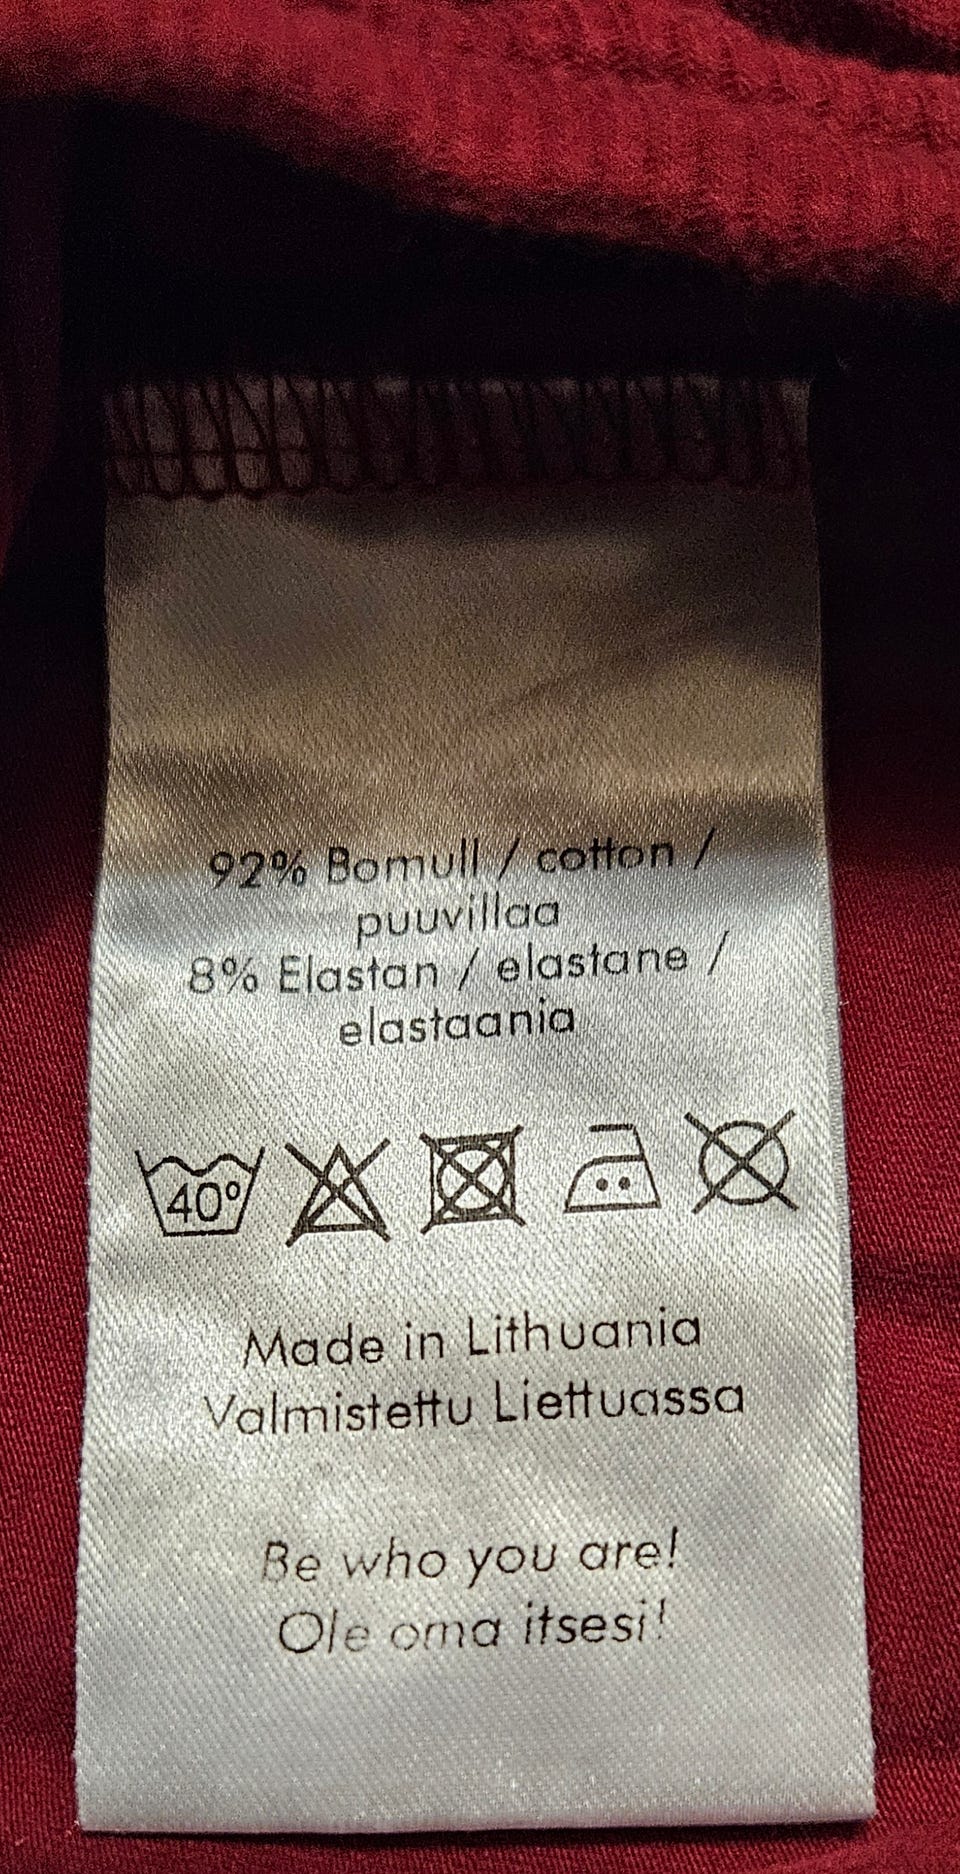 92% Bomull / cotton /
puuvillaa
8% Elastan / elastane /
elastaania
40°
Made in Lithuania
Valmistettu Liettuassa
Be who you are!
Ole oma itsesi!